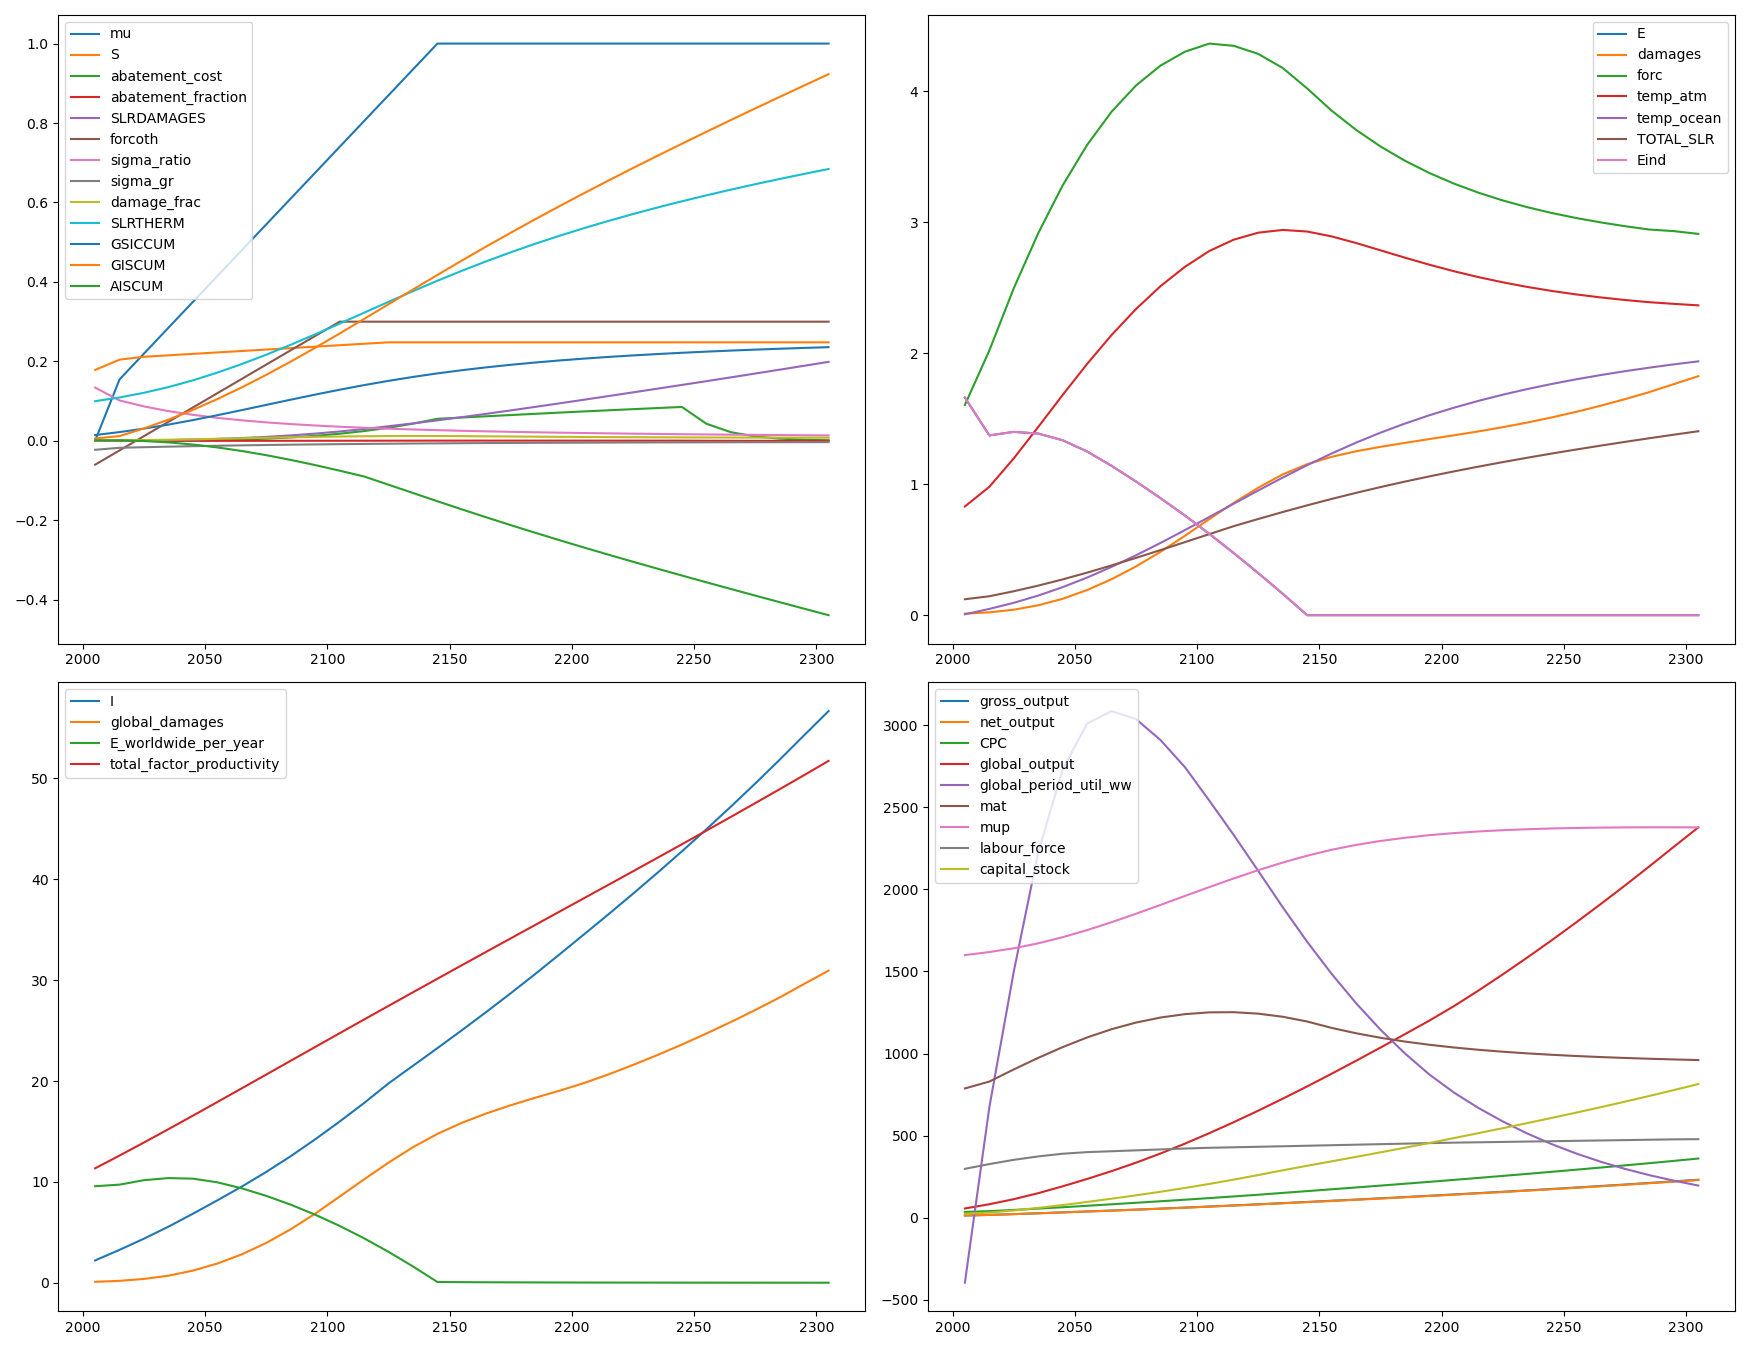 1.0
0.8
0.6
0.4
0.2
0.0
−0.2
−0.4
mu
S
abatement_cost
abatement_fraction
SLRDAMAGES
forcoth
sigma_ratio
sigma_gr
damage_frac
SLRTHERM
GSICCUM
GISCUM
AISCUM
2000 2050 2100 2150 2200 2250 2300
4
3
2
1
0
E
damages
forc
temp_atm
temp_ocean
TOTAL_SLR
Eind
2000 2050 2100 2150 2200 2250 2300
50
40
30
20
10
0
I
global_damages
E_worldwide_per_year
total_factor_productivity
2000 2050 2100 2150 2200 2250 2300
3000
2500
2000
1500
1000
500
0
−500
gross_output
net_output
CPC
global_output
global_period_util_ww
mat
mup
labour_force
capital_stock
2000 2050 2100 2150 2200 2250 2300